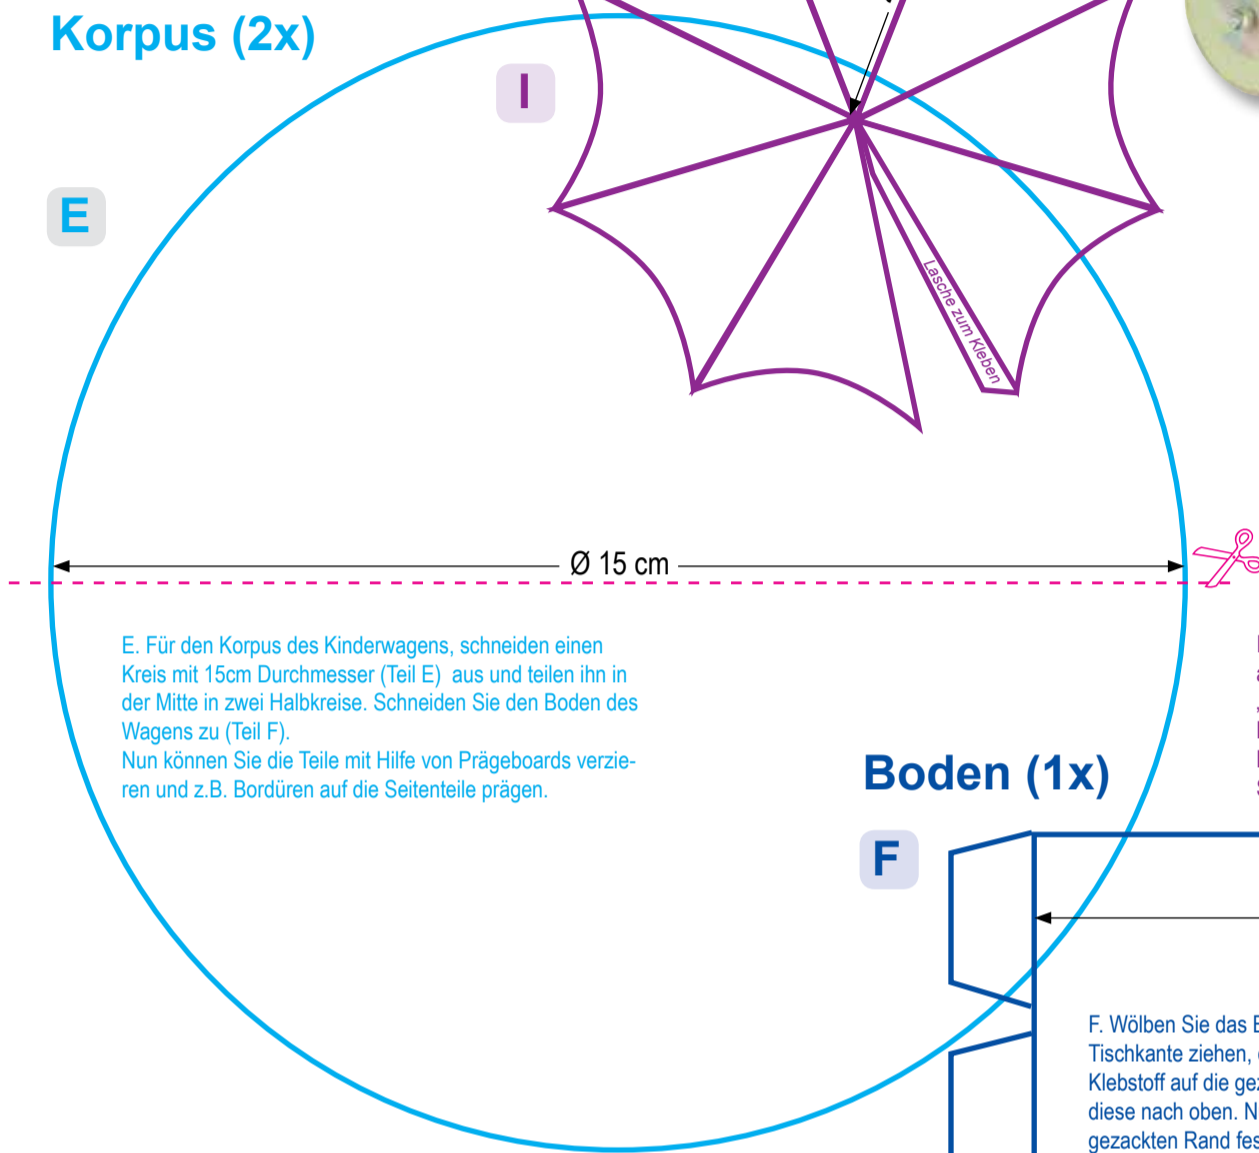 Korpus (2x)
I
E
Lasche zum Kleben
Ø 15 cm
E. Für den Korpus des Kinderwagens, schneiden einen
Kreis mit 15cm Durchmesser (Teil E) aus und teilen ihn in
der Mitte in zwei Halbkreise. Schneiden Sie den Boden des
Wagens zu (Teil F).
Nun können Sie die Teile mit Hilfe von Prägeboards verzie-
ren und z.B. Bordüren auf die Seitenteile prägen.
Boden (1x)
F
F. Wölben Sie das
Tischkante ziehen,
Klebstoff auf die
diese nach oben.
gezackten Rand